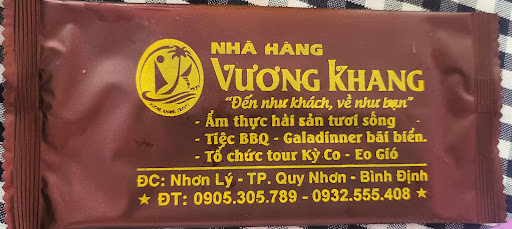 NHÀ HÀNG
VƯƠNG KHANG
"Đến như khách, về như bạn"
- Ẩm thực hải sản tươi sống
- Tiệc BBQ - Galadinner bãi biển.
- Tổ chức tour Kỳ Co - Eo Gió
ĐC: Nhơn Lý - TP. Quy Nhơn - Bình Định
★ ĐT: 0905.305.789 - 0932.555.408 ★